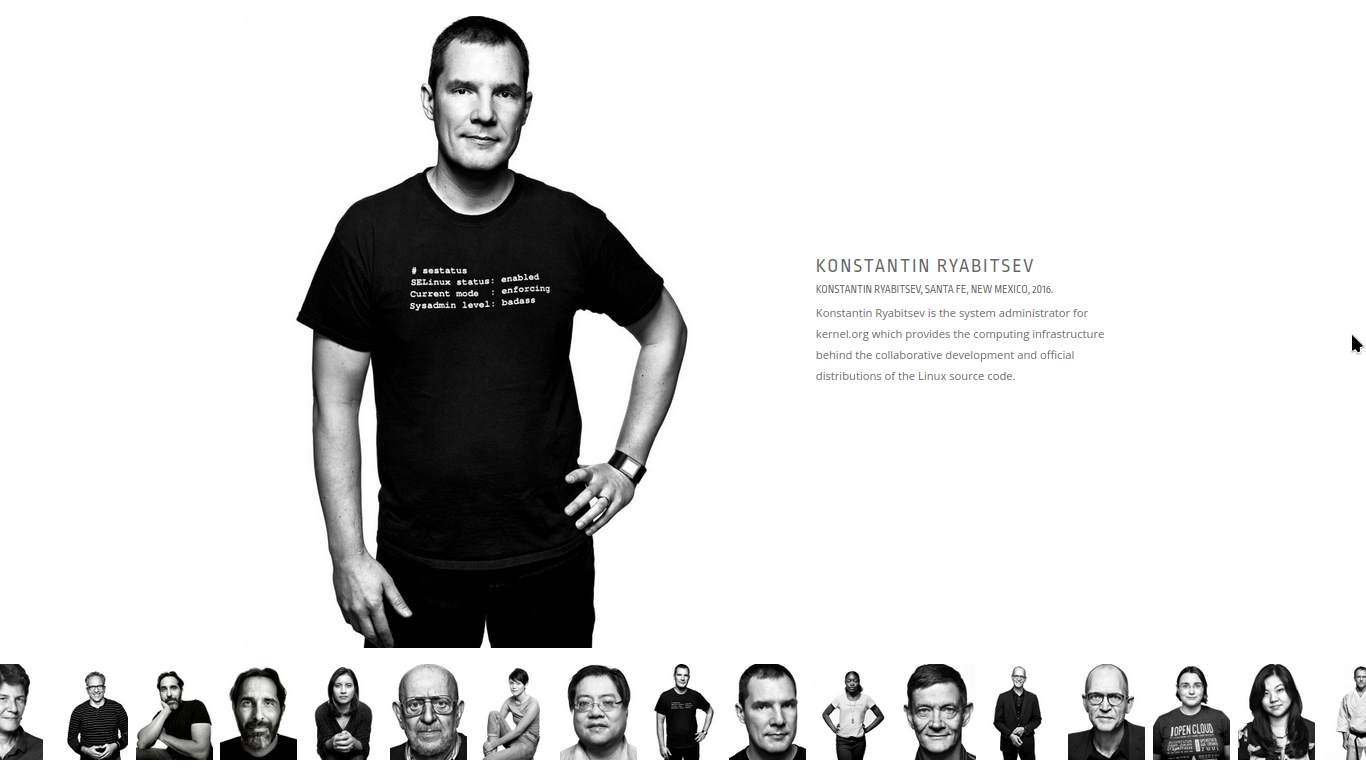 # sestatus
SELinux status: enabled
Current mode  : enforcing
Sysadmin level: badass
KONSTANTIN RYABITSEV
KONSTANTIN RYABITSEV, SANTA FE, NEW MEXICO, 2016.
Konstantin Ryabitsev is the system administrator for
kernel.org which provides the computing infrastructure
behind the collaborative development and official
distributions of the Linux source code.
OPEN CLOUD